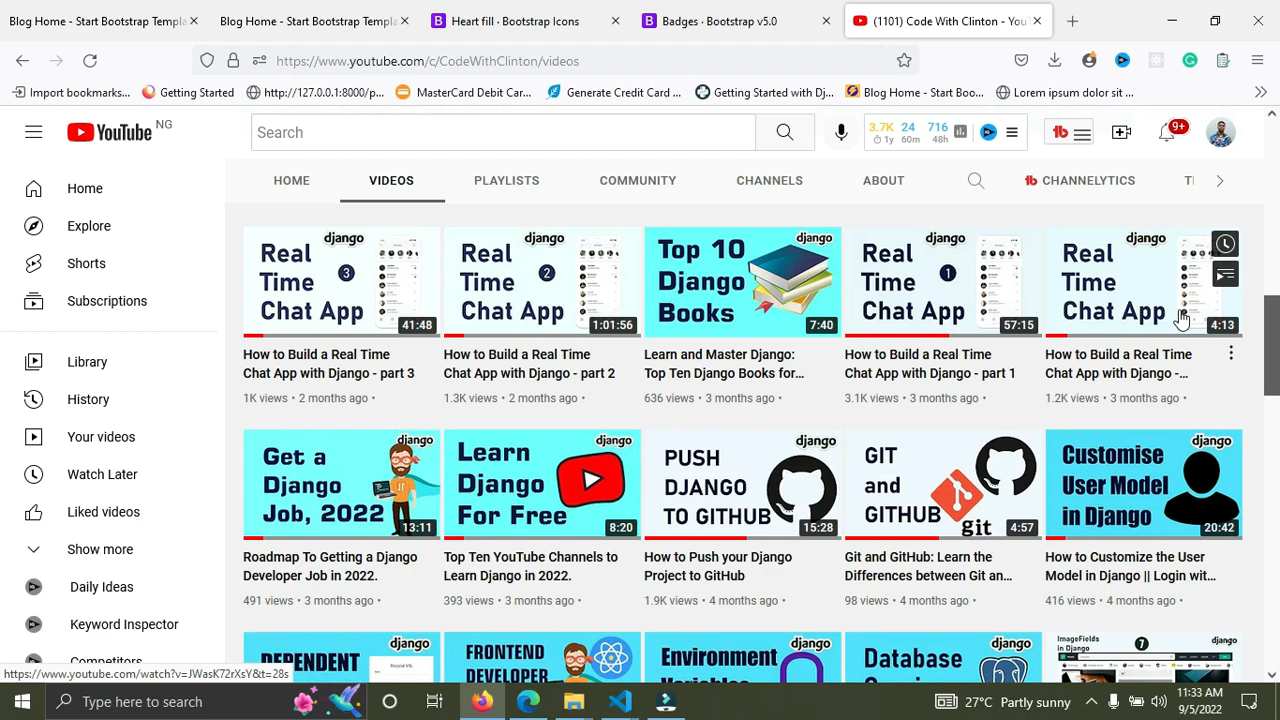 Blog Home - Start Bootstrap Templa
Blog Home - Start Bootstrap Templa
Heart fill · Bootstrap Icons
Badges · Bootstrap v5.0
(1101) Code With Clinton - YouT
https://www.youtube.com/c/CodeWithClinton/videos
Import bookmarks...
Getting Started
http://127.0.0.1:8000/p...
MasterCard Debit Car...
Generate Credit Card ...
Getting Started with Dj...
Blog Home - Start Boo...
Lorem ipsum dolor sit ...
YouTube NG
Search
3.7K 24 716
1y 60m 48h
tb
9+
HOME
VIDEOS
PLAYLISTS
COMMUNITY
CHANNELS
ABOUT
tb CHANNELYTICS
Home
Explore
Shorts
Subscriptions
Library
History
Your videos
Watch Later
Liked videos
Show more
Daily Ideas
Keyword Inspector
Competitors
django
Real
Time 3
Chat App
41:48
How to Build a Real Time
Chat App with Django - part 3
1K views • 2 months ago •
django
Real
Time 2
Chat App
1:01:56
How to Build a Real Time
Chat App with Django - part 2
1.3K views • 2 months ago •
django
Top 10
Django
Books
7:40
Learn and Master Django:
Top Ten Django Books for...
636 views • 3 months ago •
django
Real
Time 1
Chat App
57:15
How to Build a Real Time
Chat App with Django - part 1
3.1K views • 3 months ago •
django
Real
Time
Chat App
4:13
How to Build a Real Time
Chat App with Django -...
1.2K views • 3 months ago •
django
Get a
Django
Job, 2022
13:11
Roadmap To Getting a Django
Developer Job in 2022.
491 views • 3 months ago •
django
Learn
Django
For Free
8:20
Top Ten YouTube Channels to
Learn Django in 2022.
393 views • 3 months ago •
django
PUSH
DJANGO
TO GITHUB
15:28
How to Push your Django
Project to GitHub
1.9K views • 4 months ago •
GIT
and
GITHUB
git
4:57
Git and GitHub: Learn the
Differences between Git an...
98 views • 4 months ago •
django
Customise
User Model
in Django
20:42
How to Customize the User
Model in Django || Login wit...
416 views • 4 months ago •
django
DEPENDENT
django
FRONTEND
DEVELOPER
django
Environment
Variables
django
Database
ImageFields
in Django
7
django
https://www.youtube.com/watch?v=JWasK72rXsY&t=28s
Type here to search
27°C Partly sunny
11:33 AM
9/5/2022